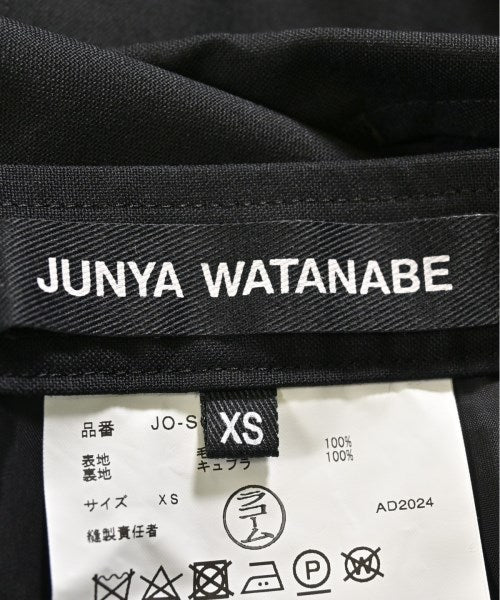 JUNYA WATANABE
XS
品番 JO-S
表地 毛 100%
裏地 キュプラ 100%
サイズ XS
AD2024
縫製責任者
ラコーム